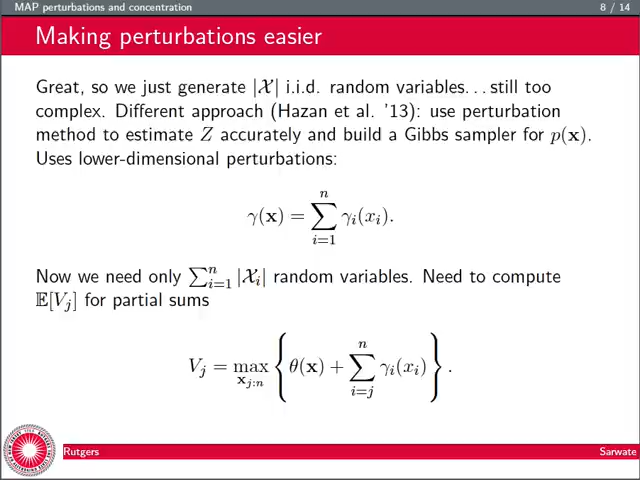 MAP perturbations and concentration 8 / 14
Making perturbations easier
Great, so we just generate |𝒳| i.i.d. random variables. . . still too
complex. Different approach (Hazan et al. '13): use perturbation
method to estimate Z accurately and build a Gibbs sampler for p(x).
Uses lower-dimensional perturbations:
γ(x) = ∑_{i=1}^{n} γ_i(x_i).
Now we need only ∑_{i=1}^{n} |𝒳_i| random variables. Need to compute
𝔼[V_j] for partial sums
V_j = max_{x_{j:n}} { θ(x) + ∑_{i=j}^{n} γ_i(x_i) } .
Rutgers Sarwate